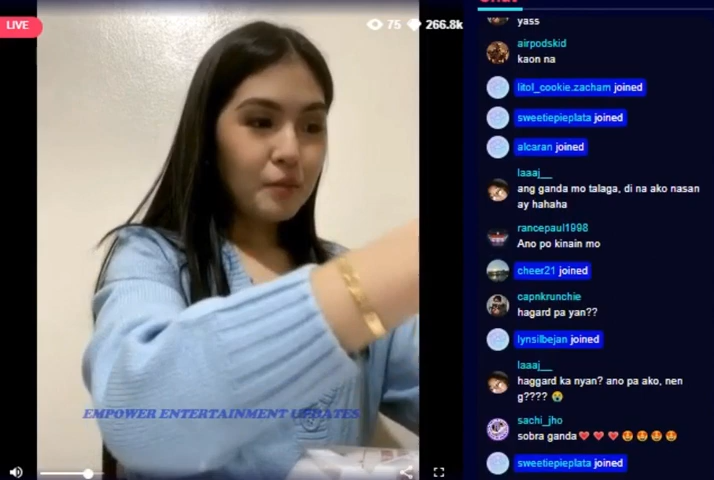 LIVE
75
266.8k
Chat
yass
airpodskid
kaon na
litol_cookie.zacham joined
sweetiepieplata joined
alcaran joined
laaaj__
ang ganda mo talaga, di na ako nasan
ay hahaha
rancepaul1998
Ano po kinain mo
cheer21 joined
capnkrunchie
hagard pa yan??
lynsilbejan joined
laaaj__
haggard ka nyan? ano pa ako, nen
g???? 😭
sachi_jho
sobra ganda❤️❤️❤️😍😍😍😍
sweetiepieplata joined
EMPOWER ENTERTAINMENT UPDATES